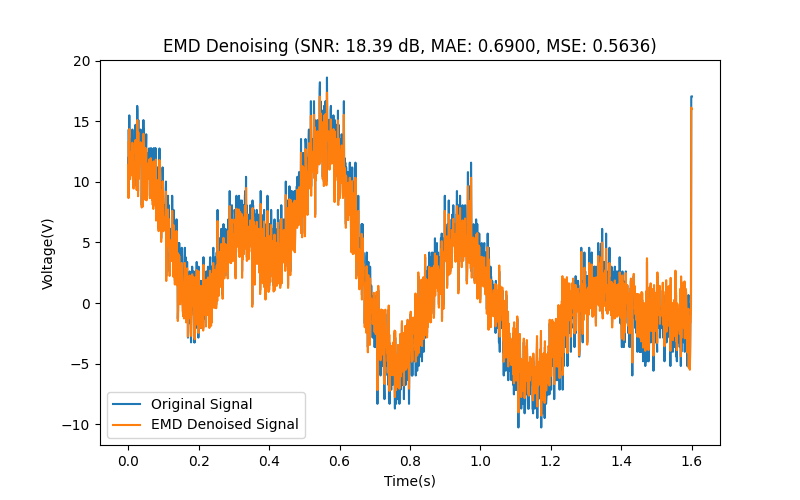 EMD Denoising (SNR: 18.39 dB, MAE: 0.6900, MSE: 0.5636)
20
15
10
5
0
−5
−10
Voltage(V)
Original Signal
EMD Denoised Signal
0.0 0.2 0.4 0.6 0.8 1.0 1.2 1.4 1.6
Time(s)